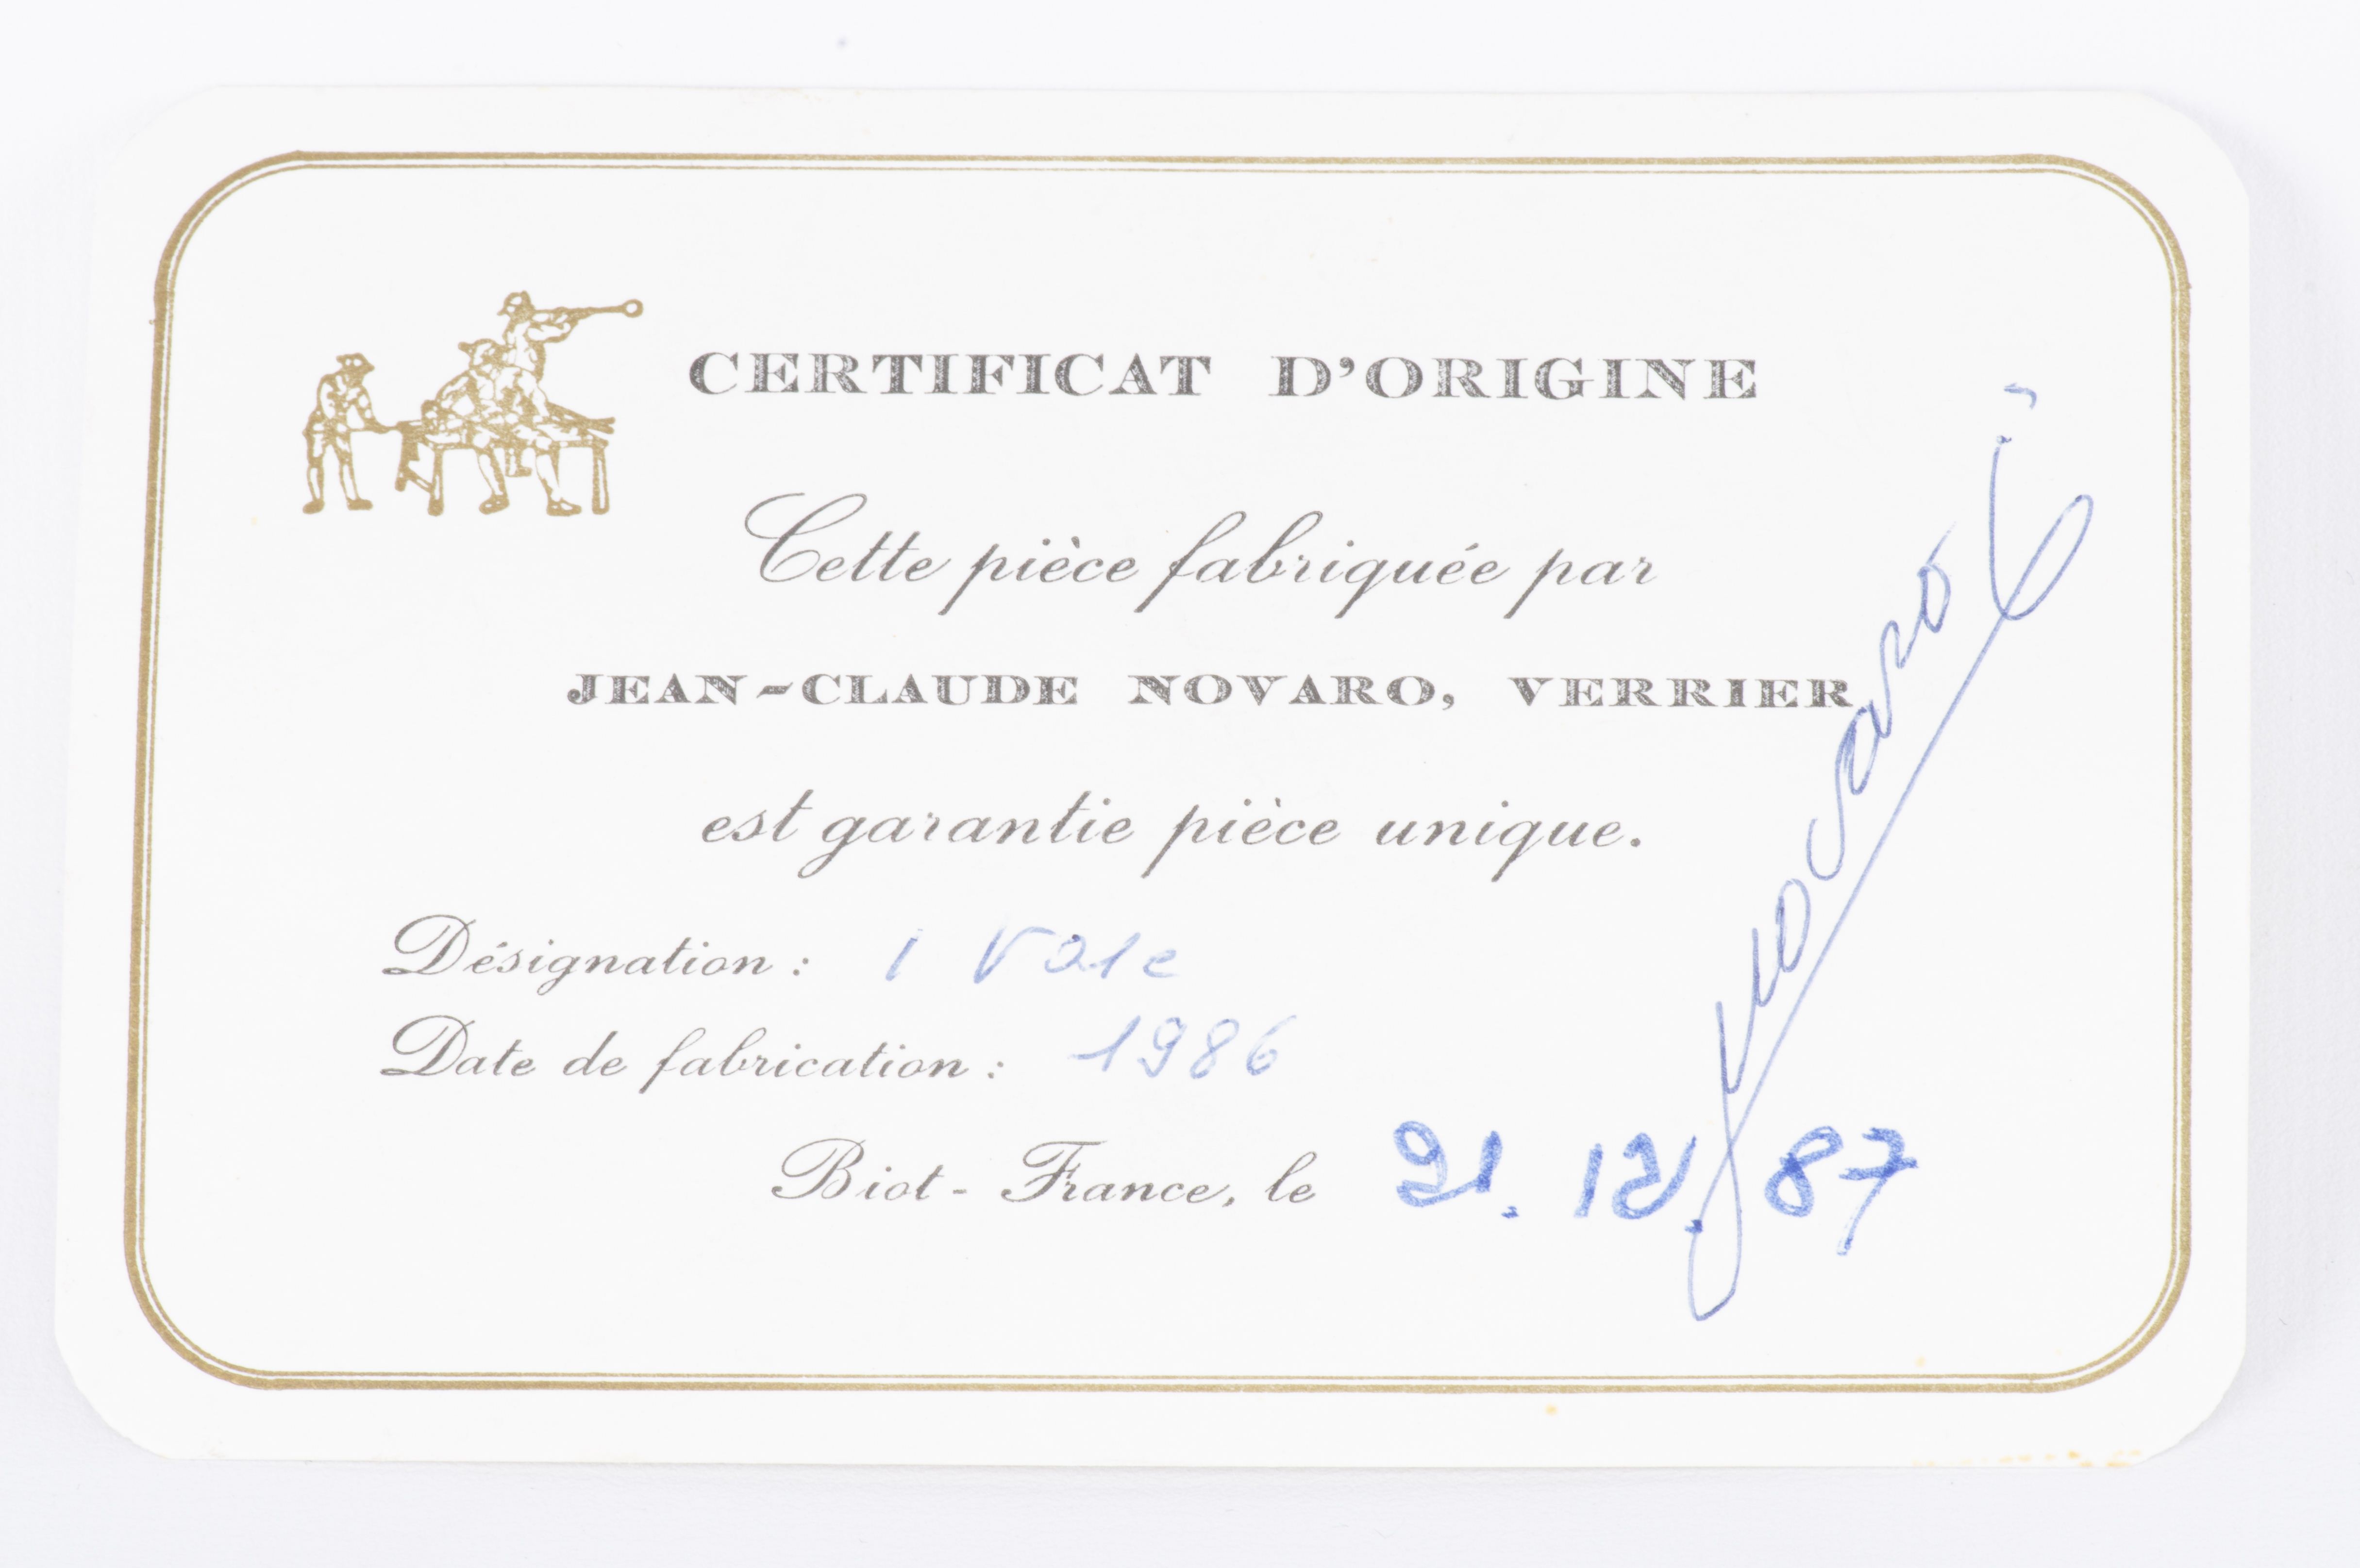 CERTIFICAT D'ORIGINE
Cette pièce fabriquée par
JEAN-CLAUDE NOVARO, VERRIER
est garantie pièce unique.
Désignation : 1 Vase
Date de fabrication : 1986
Biot - France, le 21. 12. 87
novaro